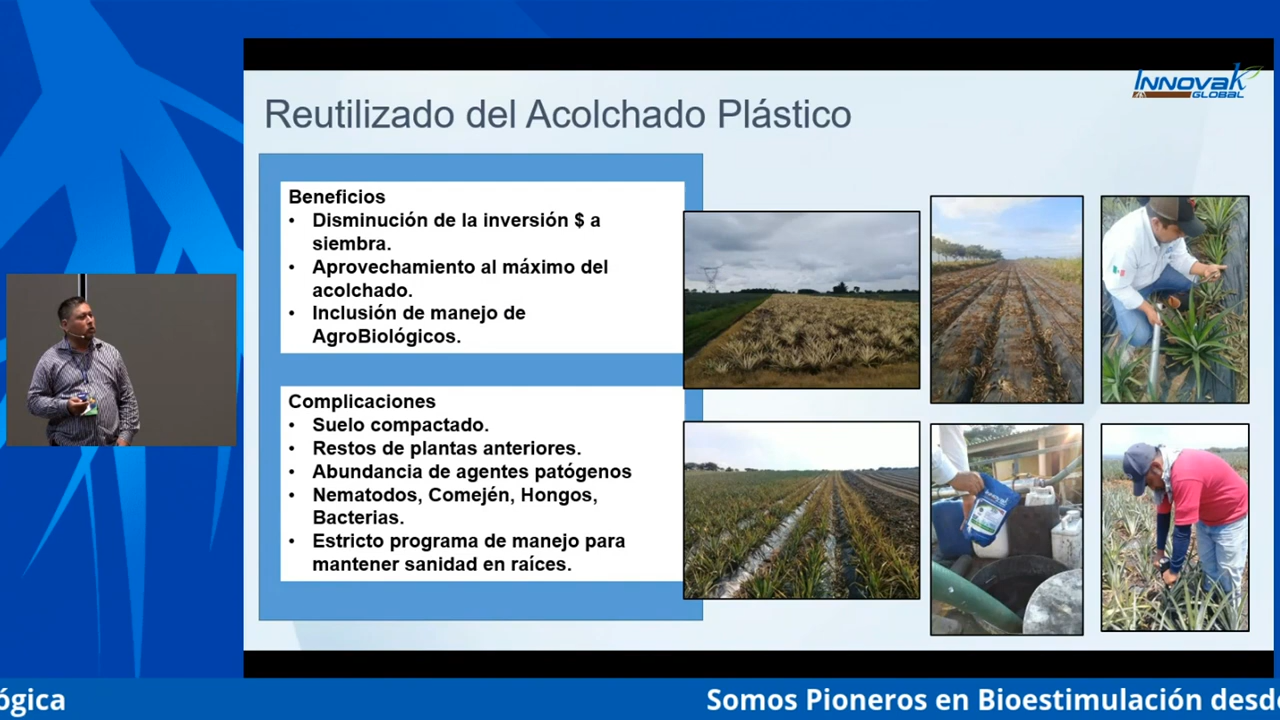 INNOVAK
GLOBAL
Reutilizado del Acolchado Plástico
Beneficios
• Disminución de la inversión $ a
siembra.
• Aprovechamiento al máximo del
acolchado.
• Inclusión de manejo de
AgroBiológicos.
Complicaciones
• Suelo compactado.
• Restos de plantas anteriores.
• Abundancia de agentes patógenos
• Nematodos, Comején, Hongos,
Bacterias.
• Estricto programa de manejo para
mantener sanidad en raíces.
ógica
Somos Pioneros en Bioestimulación desd